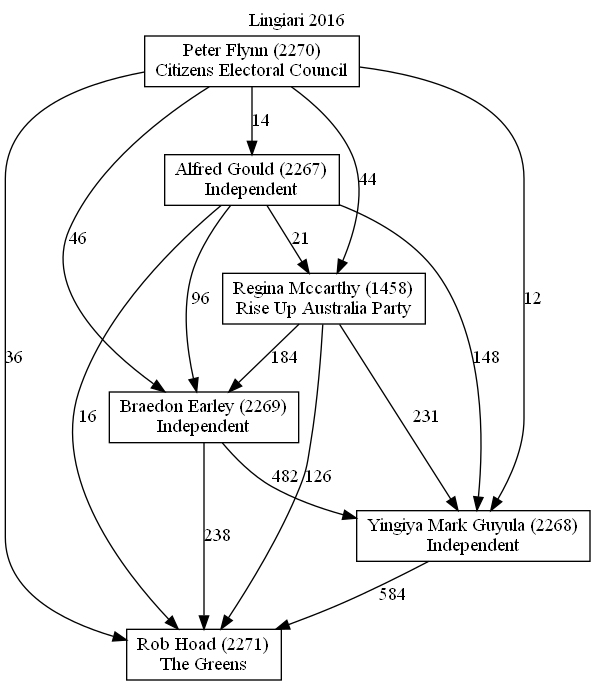 Lingiari 2016
Peter Flynn (2270)
Citizens Electoral Council
14
Alfred Gould (2267)
Independent
44
46
21
Regina Mccarthy (1458)
Rise Up Australia Party
96
12
36
184
148
Braedon Earley (2269)
Independent
16
231
482
126
Yingiya Mark Guyula (2268)
Independent
238
584
Rob Hoad (2271)
The Greens